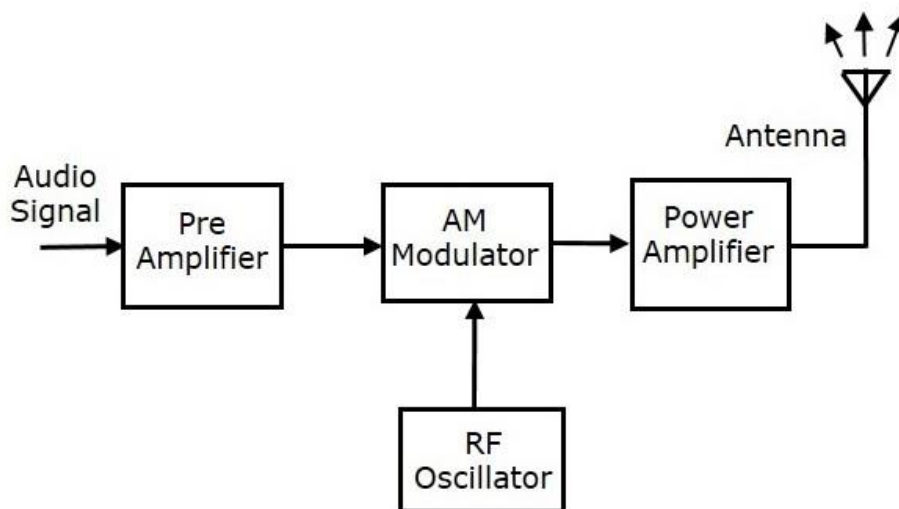 Audio
Signal
Pre
Amplifier
AM
Modulator
Power
Amplifier
Antenna
RF
Oscillator